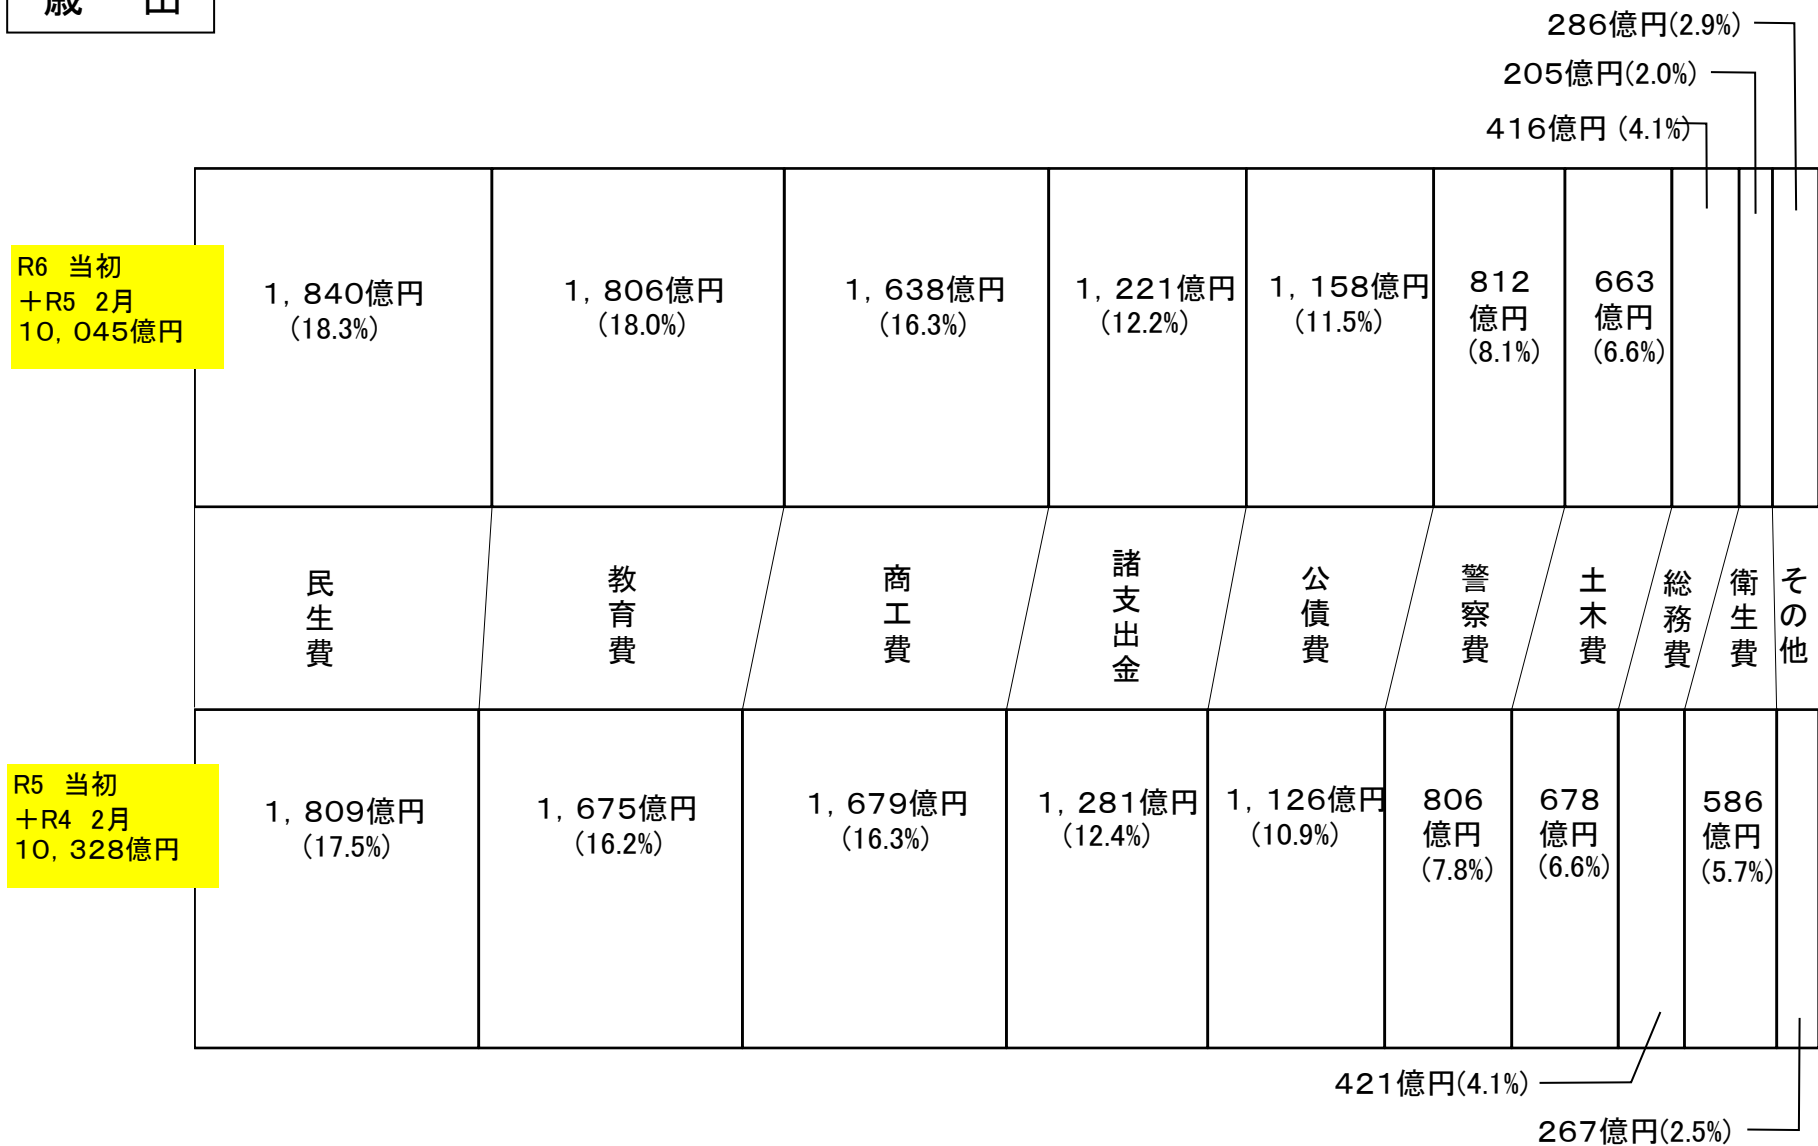 歳　出
286億円(2.9%)
205億円(2.0%)
416億円 (4.1%)
R6 当初
＋R5 2月
10，045億円
1，840億円
(18.3%)
1，806億円
(18.0%)
1，638億円
(16.3%)
1，221億円
(12.2%)
1，158億円
(11.5%)
812
億円
(8.1%)
663
億円
(6.6%)
民生費
教育費
商工費
諸支出金
公債費
警察費
土木費
総務費
衛生費
その他
R5 当初
＋R4 2月
10，328億円
1，809億円
(17.5%)
1，675億円
(16.2%)
1，679億円
(16.3%)
1，281億円
(12.4%)
1，126億円
(10.9%)
806
億円
(7.8%)
678
億円
(6.6%)
586
億円
(5.7%)
421億円(4.1%)
267億円(2.5%)